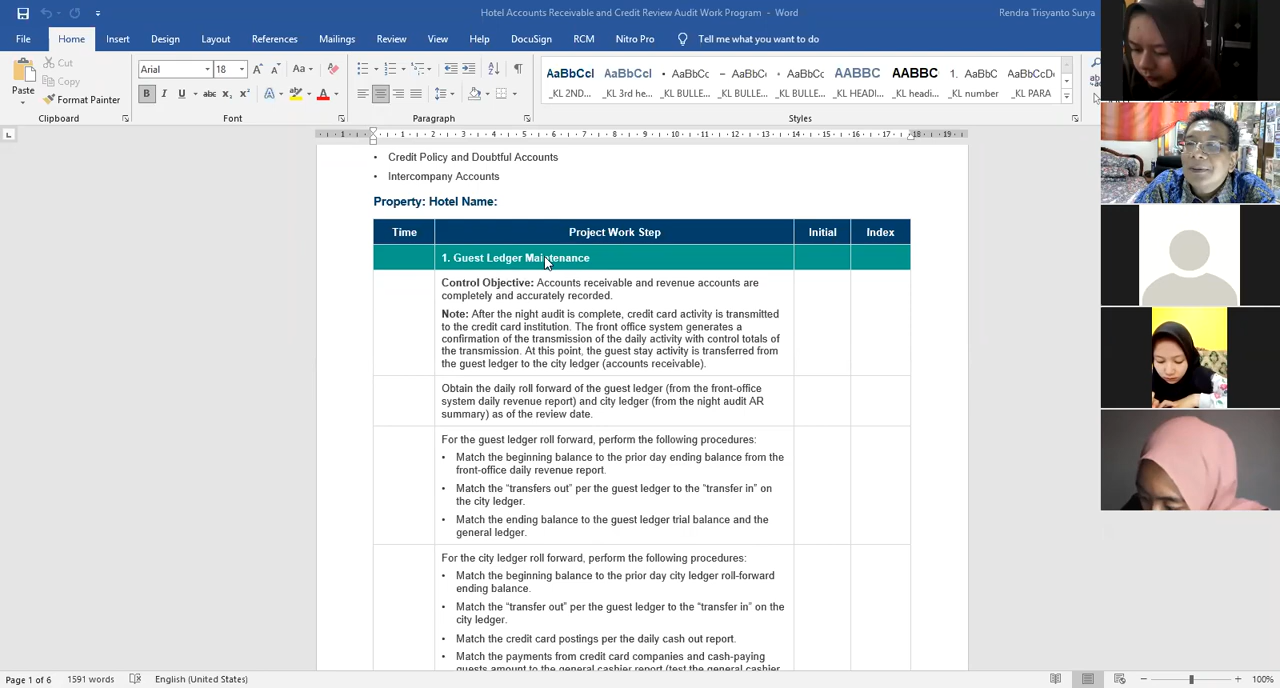 Hotel Accounts Receivable and Credit Review Audit Work Program - Word
Rendra Trisyanto Surya
File Home Insert Design Layout References Mailings Review View Help DocuSign RCM Nitro Pro Tell me what you want to do
Cut
Copy
Format Painter
Paste
Clipboard
Arial 18
Font
Paragraph
AaBbCcI AaBbCcI • AaBbCc – AaBbCc • AaBbCc AABBC AABBC 1. AaBbC AaBbCcDc
_KL 2ND... _KL 3rd he... _KL BULLE... _KL BULLE... _KL BULLE... _KL HEADI... _KL headi... _KL number _KL PARA
Styles
• Credit Policy and Doubtful Accounts
• Intercompany Accounts
Property: Hotel Name:
Time Project Work Step Initial Index
1. Guest Ledger Maintenance
Control Objective: Accounts receivable and revenue accounts are
completely and accurately recorded.
Note: After the night audit is complete, credit card activity is transmitted
to the credit card institution. The front office system generates a
confirmation of the transmission of the daily activity with control totals of
the transmission. At this point, the guest stay activity is transferred from
the guest ledger to the city ledger (accounts receivable).
Obtain the daily roll forward of the guest ledger (from the front-office
system daily revenue report) and city ledger (from the night audit AR
summary) as of the review date.
For the guest ledger roll forward, perform the following procedures:
• Match the beginning balance to the prior day ending balance from the
front-office daily revenue report.
• Match the “transfers out” per the guest ledger to the “transfer in” on
the city ledger.
• Match the ending balance to the guest ledger trial balance and the
general ledger.
For the city ledger roll forward, perform the following procedures:
• Match the beginning balance to the prior day city ledger roll-forward
ending balance.
• Match the “transfer out” per the guest ledger to the “transfer in” on the
city ledger.
• Match the credit card postings per the daily cash out report.
• Match the payments from credit card companies and cash-paying
guests amount to the general cashier report (test the general cashier
Page 1 of 6 1591 words English (United States) 100%